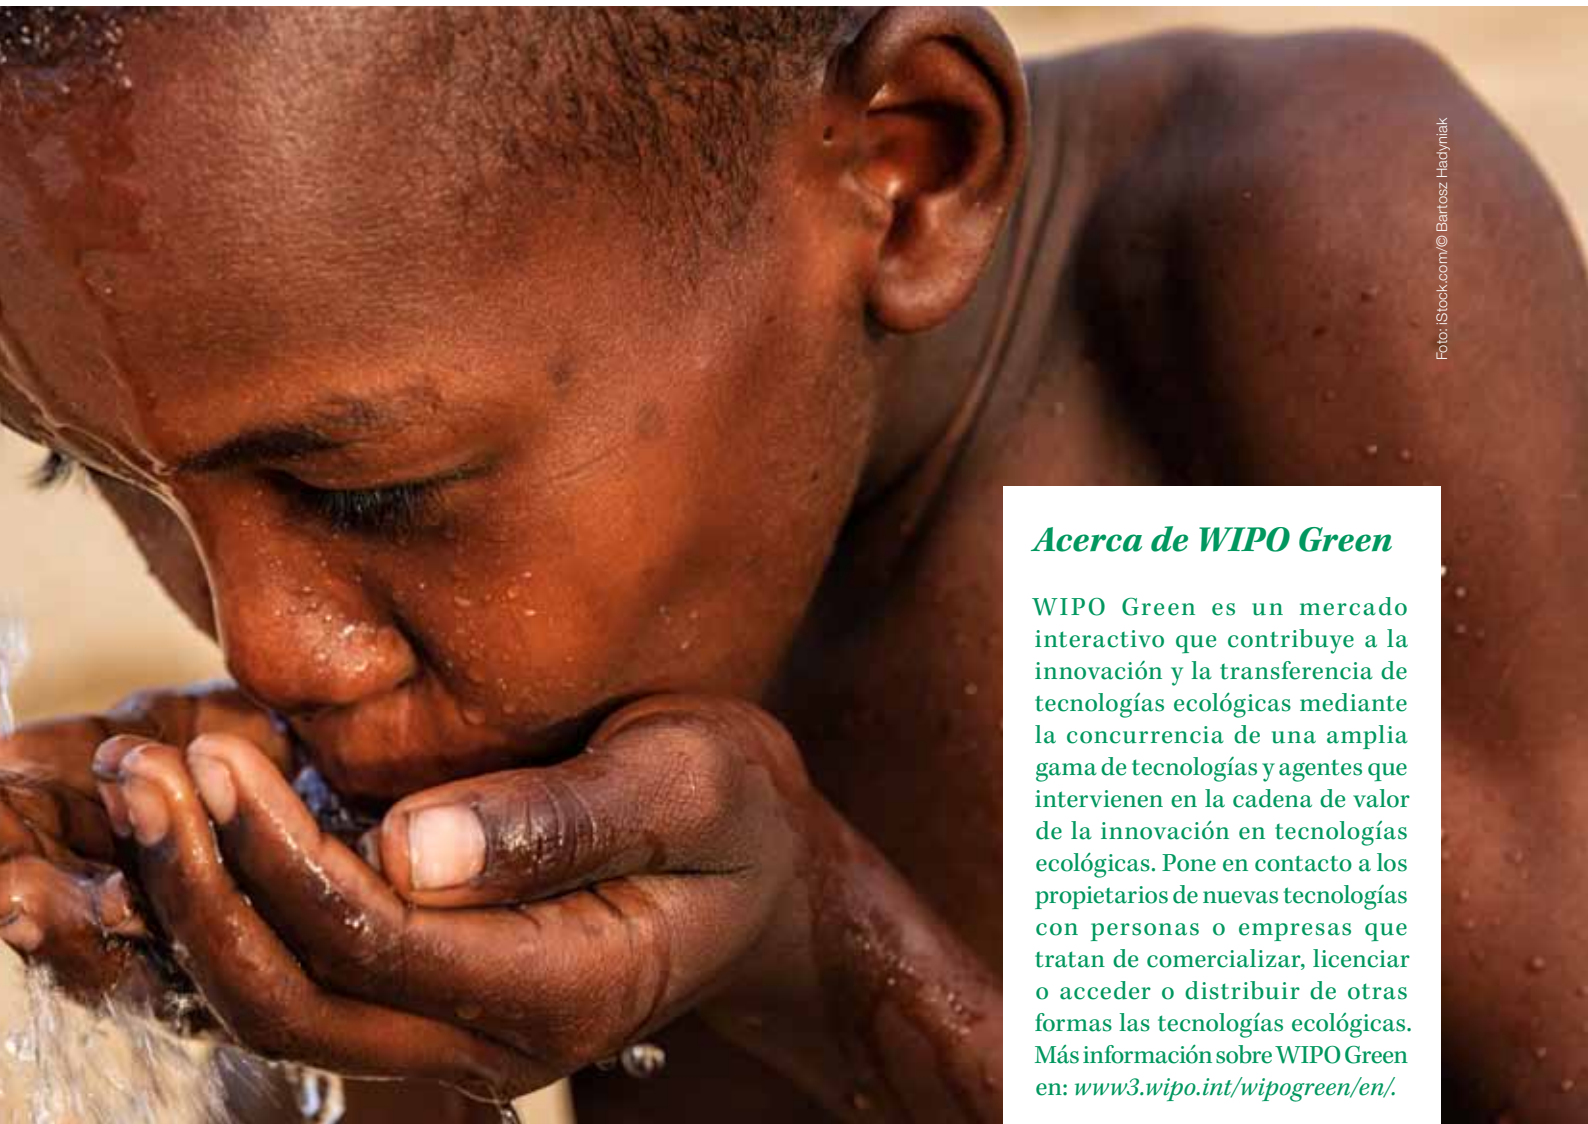 Foto: iStock.com/© Bartosz Hadyniak
Acerca de WIPO Green
WIPO Green es un mercado
interactivo que contribuye a la
innovación y la transferencia de
tecnologías ecológicas mediante
la concurrencia de una amplia
gama de tecnologías y agentes que
intervienen en la cadena de valor
de la innovación en tecnologías
ecológicas. Pone en contacto a los
propietarios de nuevas tecnologías
con personas o empresas que
tratan de comercializar, licenciar
o acceder o distribuir de otras
formas las tecnologías ecológicas.
Más información sobre WIPO Green
en: www3.wipo.int/wipogreen/en/.